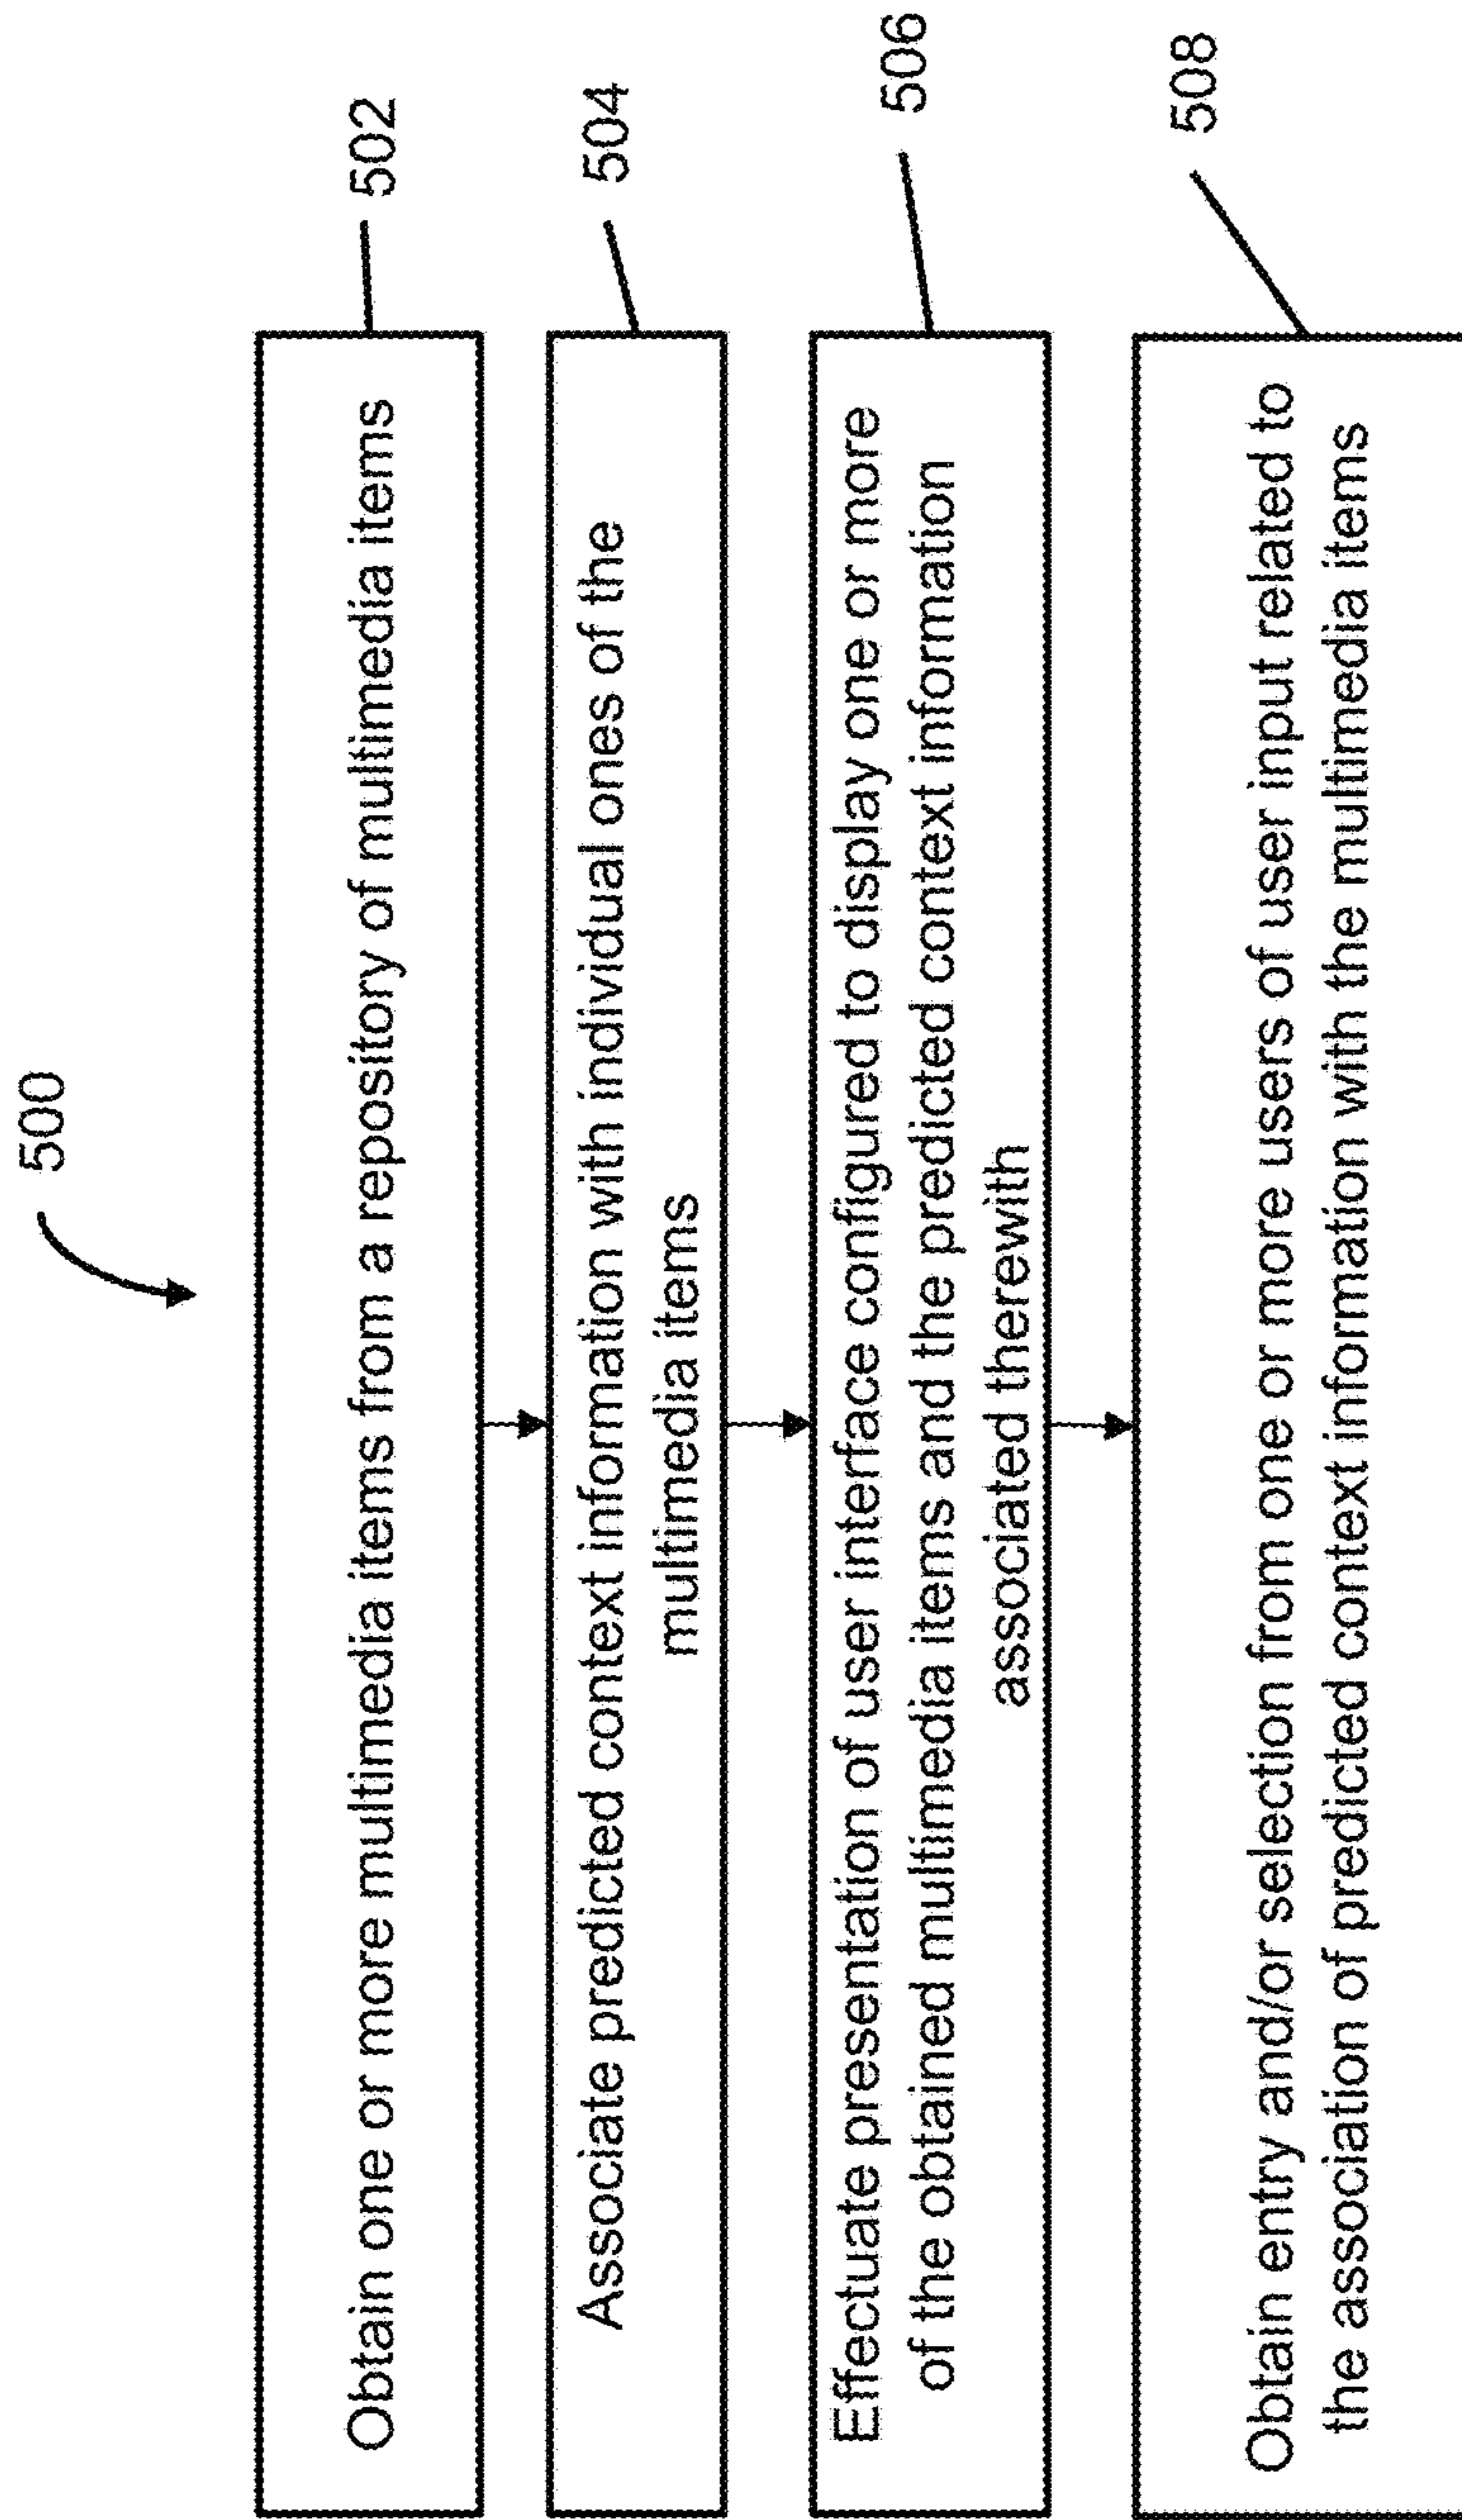 500
Obtain one or more multimedia items from a repository of multimedia items
502
Associate predicted context information with individual ones of the
multimedia items
504
Effectuate presentation of user interface configured to display one or more
of the obtained multimedia items and the predicted context information
associated therewith
506
Obtain entry and/or selection from one or more users of user input related to
the association of predicted context information with the multimedia items
508